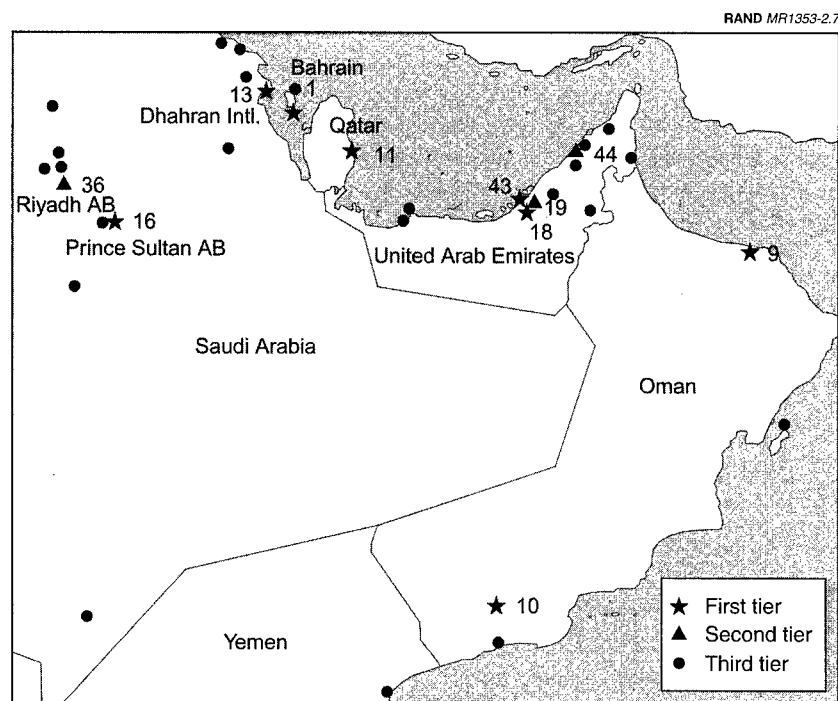 RAND MR1353-2.7
Bahrain
13
1
Dhahran Intl.
Qatar
11
44
36
43
Riyadh AB
19
16
18
Prince Sultan AB
United Arab Emirates
9
Saudi Arabia
Oman
10
First tier
Second tier
Yemen
Third tier